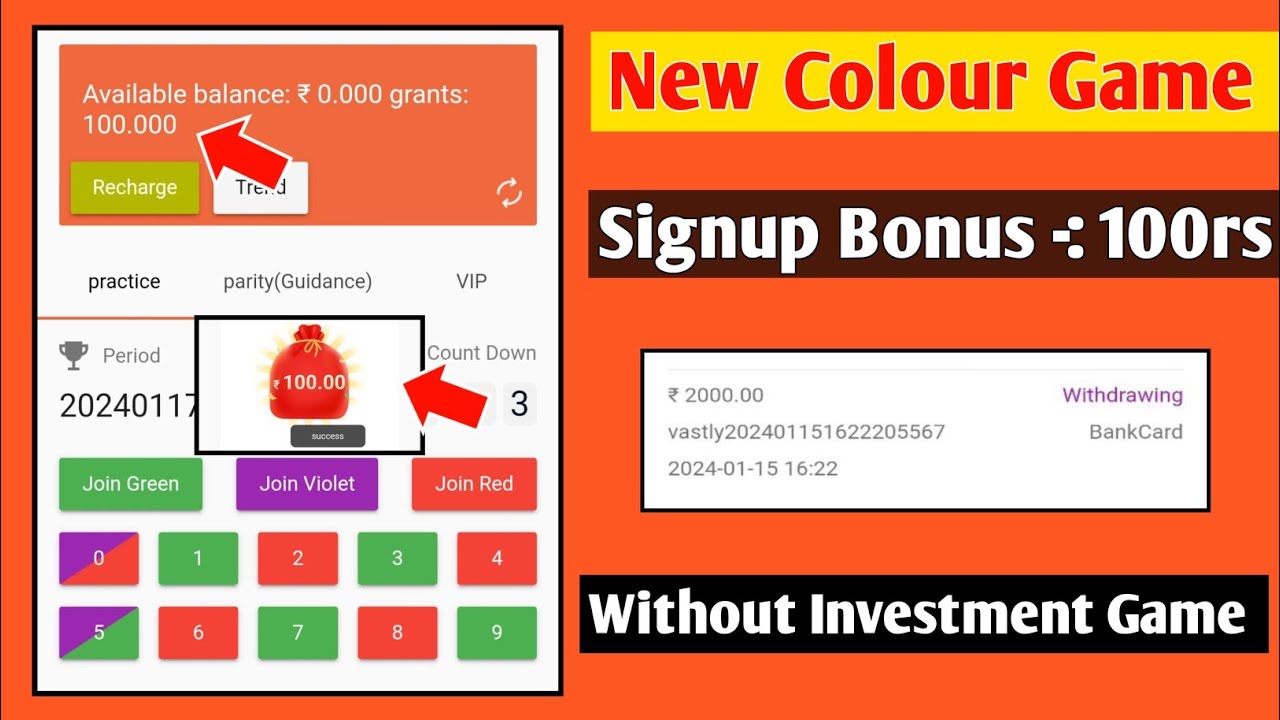 Available balance: ₹ 0.000 grants:
100.000
Recharge
Trend
practice
parity(Guidance)
VIP
Period
Count Down
20240117
3
₹ 100.00
success
Join Green
Join Violet
Join Red
0 1 2 3 4
5 6 7 8 9
New Colour Game
Signup Bonus -: 100rs
₹ 2000.00
Withdrawing
vastly202401151622205567
BankCard
2024-01-15 16:22
Without Investment Game